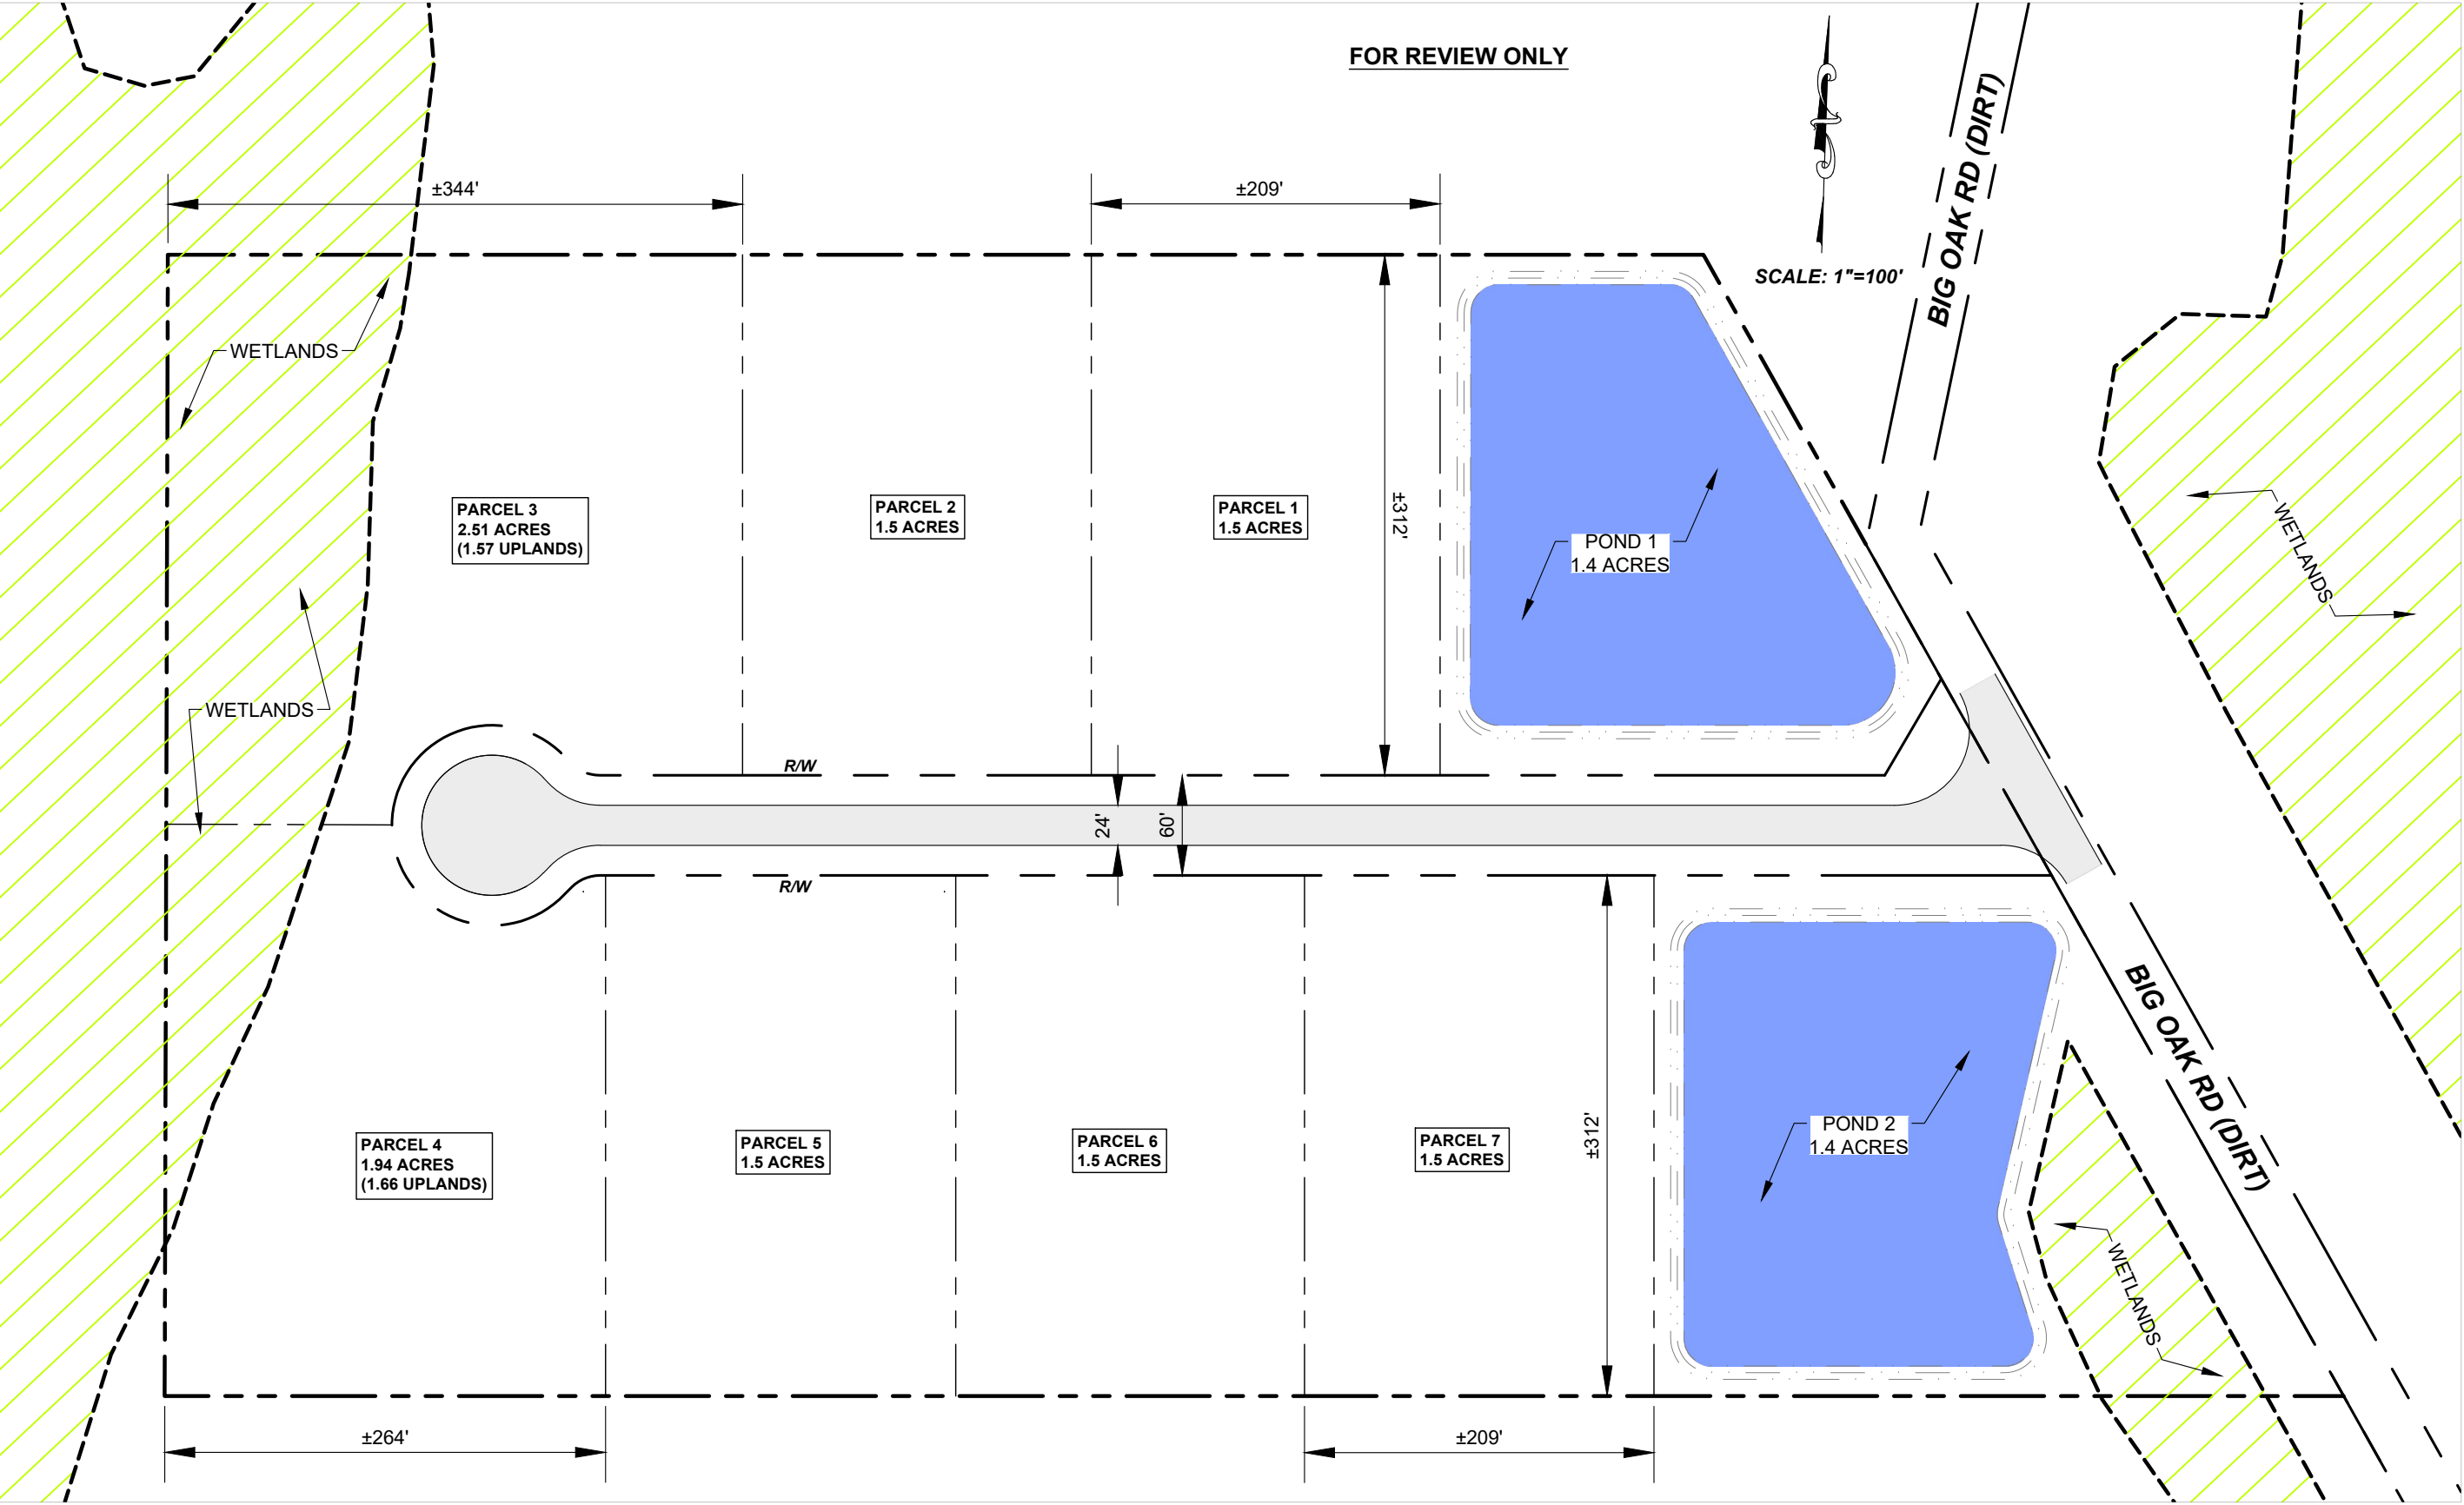 FOR REVIEW ONLY
BIG OAK RD (DIRT)
±344'
±209'
SCALE: 1"=100'
WETLANDS
PARCEL 3
2.51 ACRES
(1.57 UPLANDS)
PARCEL 2
1.5 ACRES
PARCEL 1
1.5 ACRES
±312'
POND 1
1.4 ACRES
WETLANDS
WETLANDS
R/W
24'
60'
R/W
PARCEL 4
1.94 ACRES
(1.66 UPLANDS)
PARCEL 5
1.5 ACRES
PARCEL 6
1.5 ACRES
PARCEL 7
1.5 ACRES
±312'
POND 2
1.4 ACRES
BIG OAK RD (DIRT)
WETLANDS
±264'
±209'